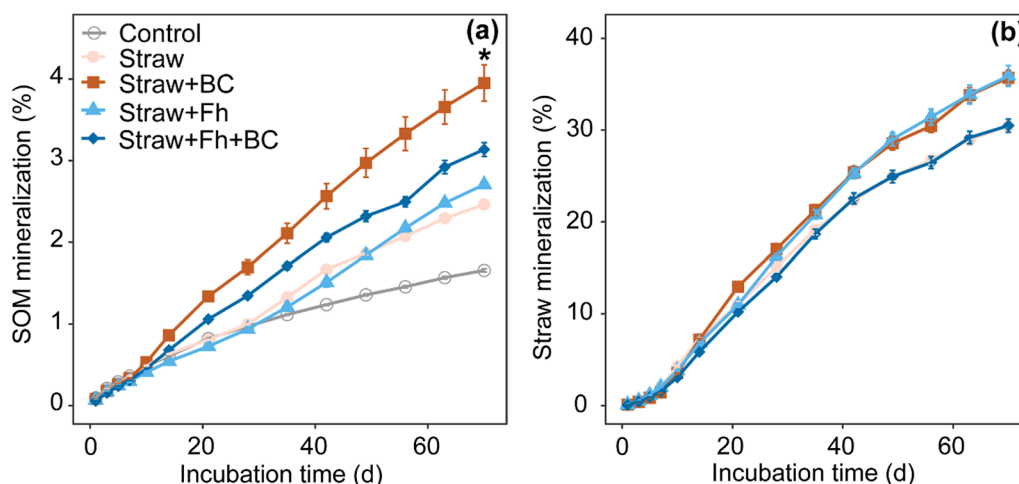 (a)
*
Control
Straw
Straw+BC
Straw+Fh
Straw+Fh+BC
SOM mineralization (%)
4
3
2
1
0
0 20 40 60
Incubation time (d)
(b)
Straw mineralization (%)
40
30
20
10
0
0 20 40 60
Incubation time (d)